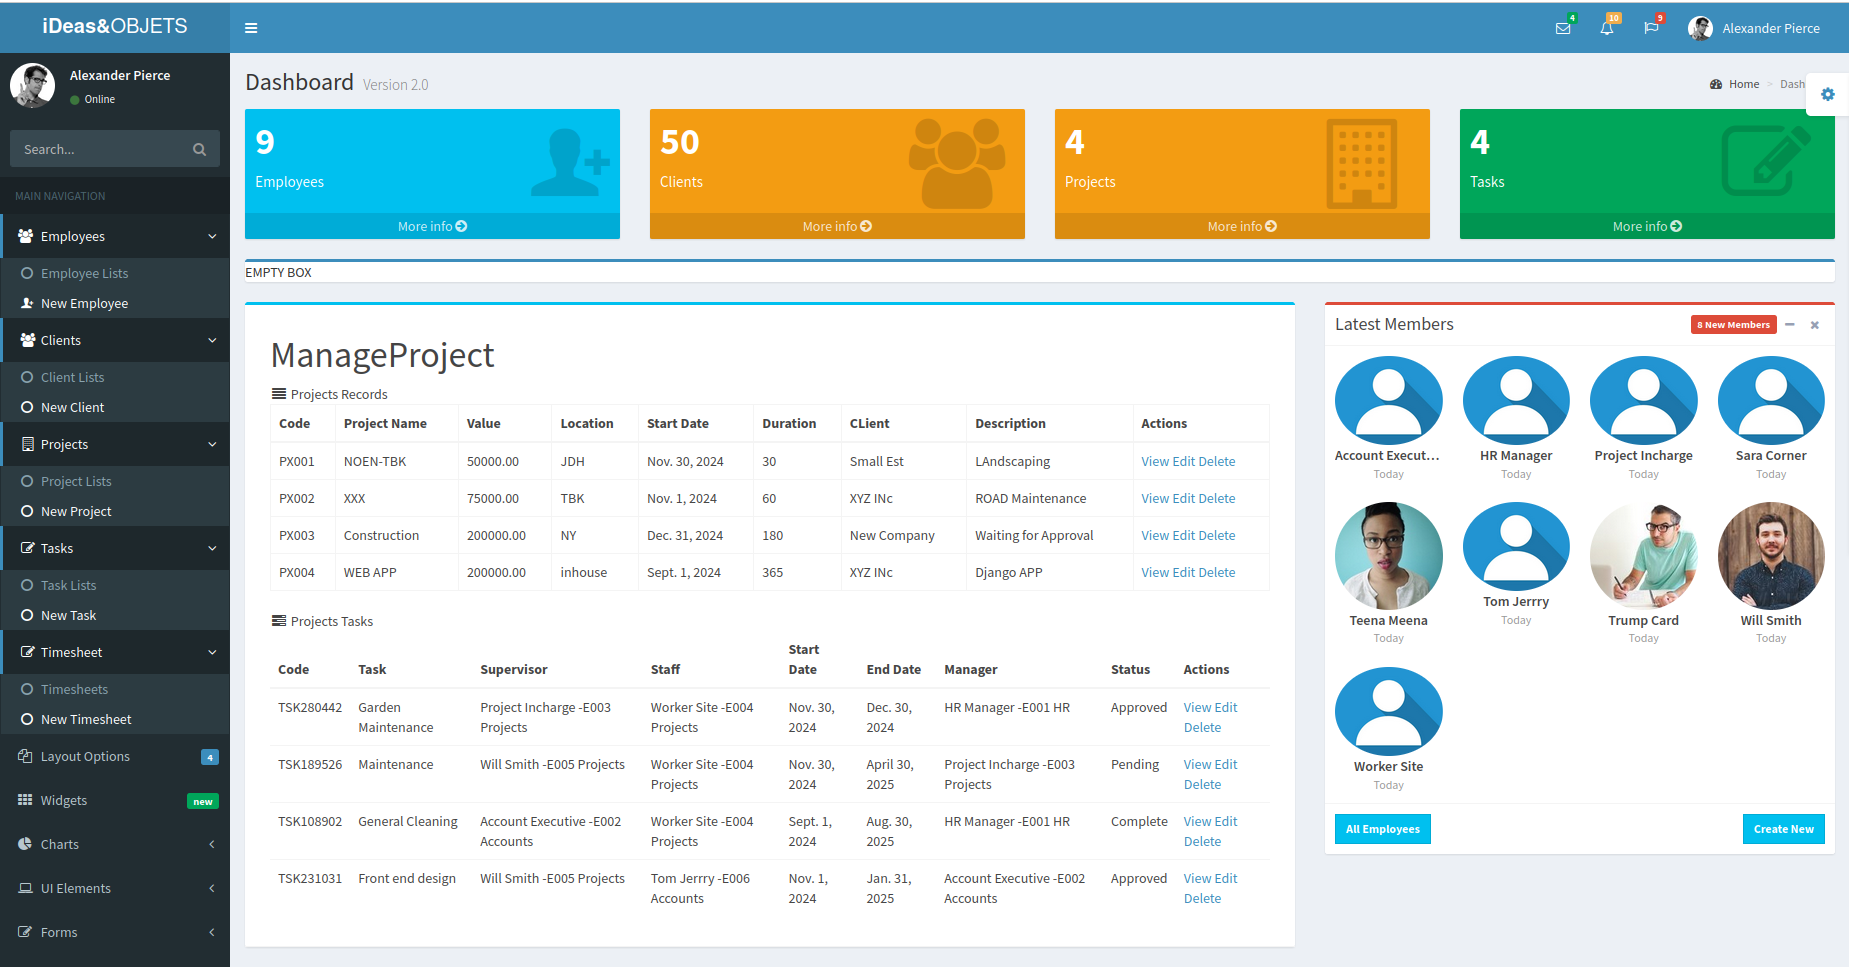 iDeas&OBJETS
4
10
9
Alexander Pierce
Alexander Pierce
Online
Search...
MAIN NAVIGATION
Employees
Employee Lists
New Employee
Clients
Client Lists
New Client
Projects
Project Lists
New Project
Tasks
Task Lists
New Task
Timesheet
Timesheets
New Timesheet
Layout Options 4
Widgets new
Charts
UI Elements
Forms
Dashboard Version 2.0
Home > Dash
9
Employees
More info
50
Clients
More info
4
Projects
More info
4
Tasks
More info
EMPTY BOX
ManageProject
Projects Records
Code Project Name Value Location Start Date Duration CLient Description Actions
PX001 NOEN-TBK 50000.00 JDH Nov. 30, 2024 30 Small Est LAndscaping View Edit Delete
PX002 XXX 75000.00 TBK Nov. 1, 2024 60 XYZ INc ROAD Maintenance View Edit Delete
PX003 Construction 200000.00 NY Dec. 31, 2024 180 New Company Waiting for Approval View Edit Delete
PX004 WEB APP 200000.00 inhouse Sept. 1, 2024 365 XYZ INc Django APP View Edit Delete
Projects Tasks
Start
Code Task Supervisor Staff Date End Date Manager Status Actions
TSK280442 Garden Project Incharge -E003 Worker Site -E004 Nov. 30, Dec. 30, HR Manager -E001 HR Approved View Edit
Maintenance Projects Projects 2024 2024 Delete
TSK189526 Maintenance Will Smith -E005 Projects Worker Site -E004 Nov. 30, April 30, Project Incharge -E003 Pending View Edit
Projects 2024 2025 Projects Delete
TSK108902 General Cleaning Account Executive -E002 Worker Site -E004 Sept. 1, Aug. 30, HR Manager -E001 HR Complete View Edit
Accounts Projects 2024 2025 Delete
TSK231031 Front end design Will Smith -E005 Projects Tom Jerrry -E006 Nov. 1, Jan. 31, Account Executive -E002 Approved View Edit
Accounts 2024 2025 Accounts Delete
Latest Members 8 New Members
Account Execut... HR Manager Project Incharge Sara Corner
Today Today Today Today
Tom Jerrry
Today
Teena Meena Trump Card Will Smith
Today Today Today
Worker Site
Today
All Employees Create New